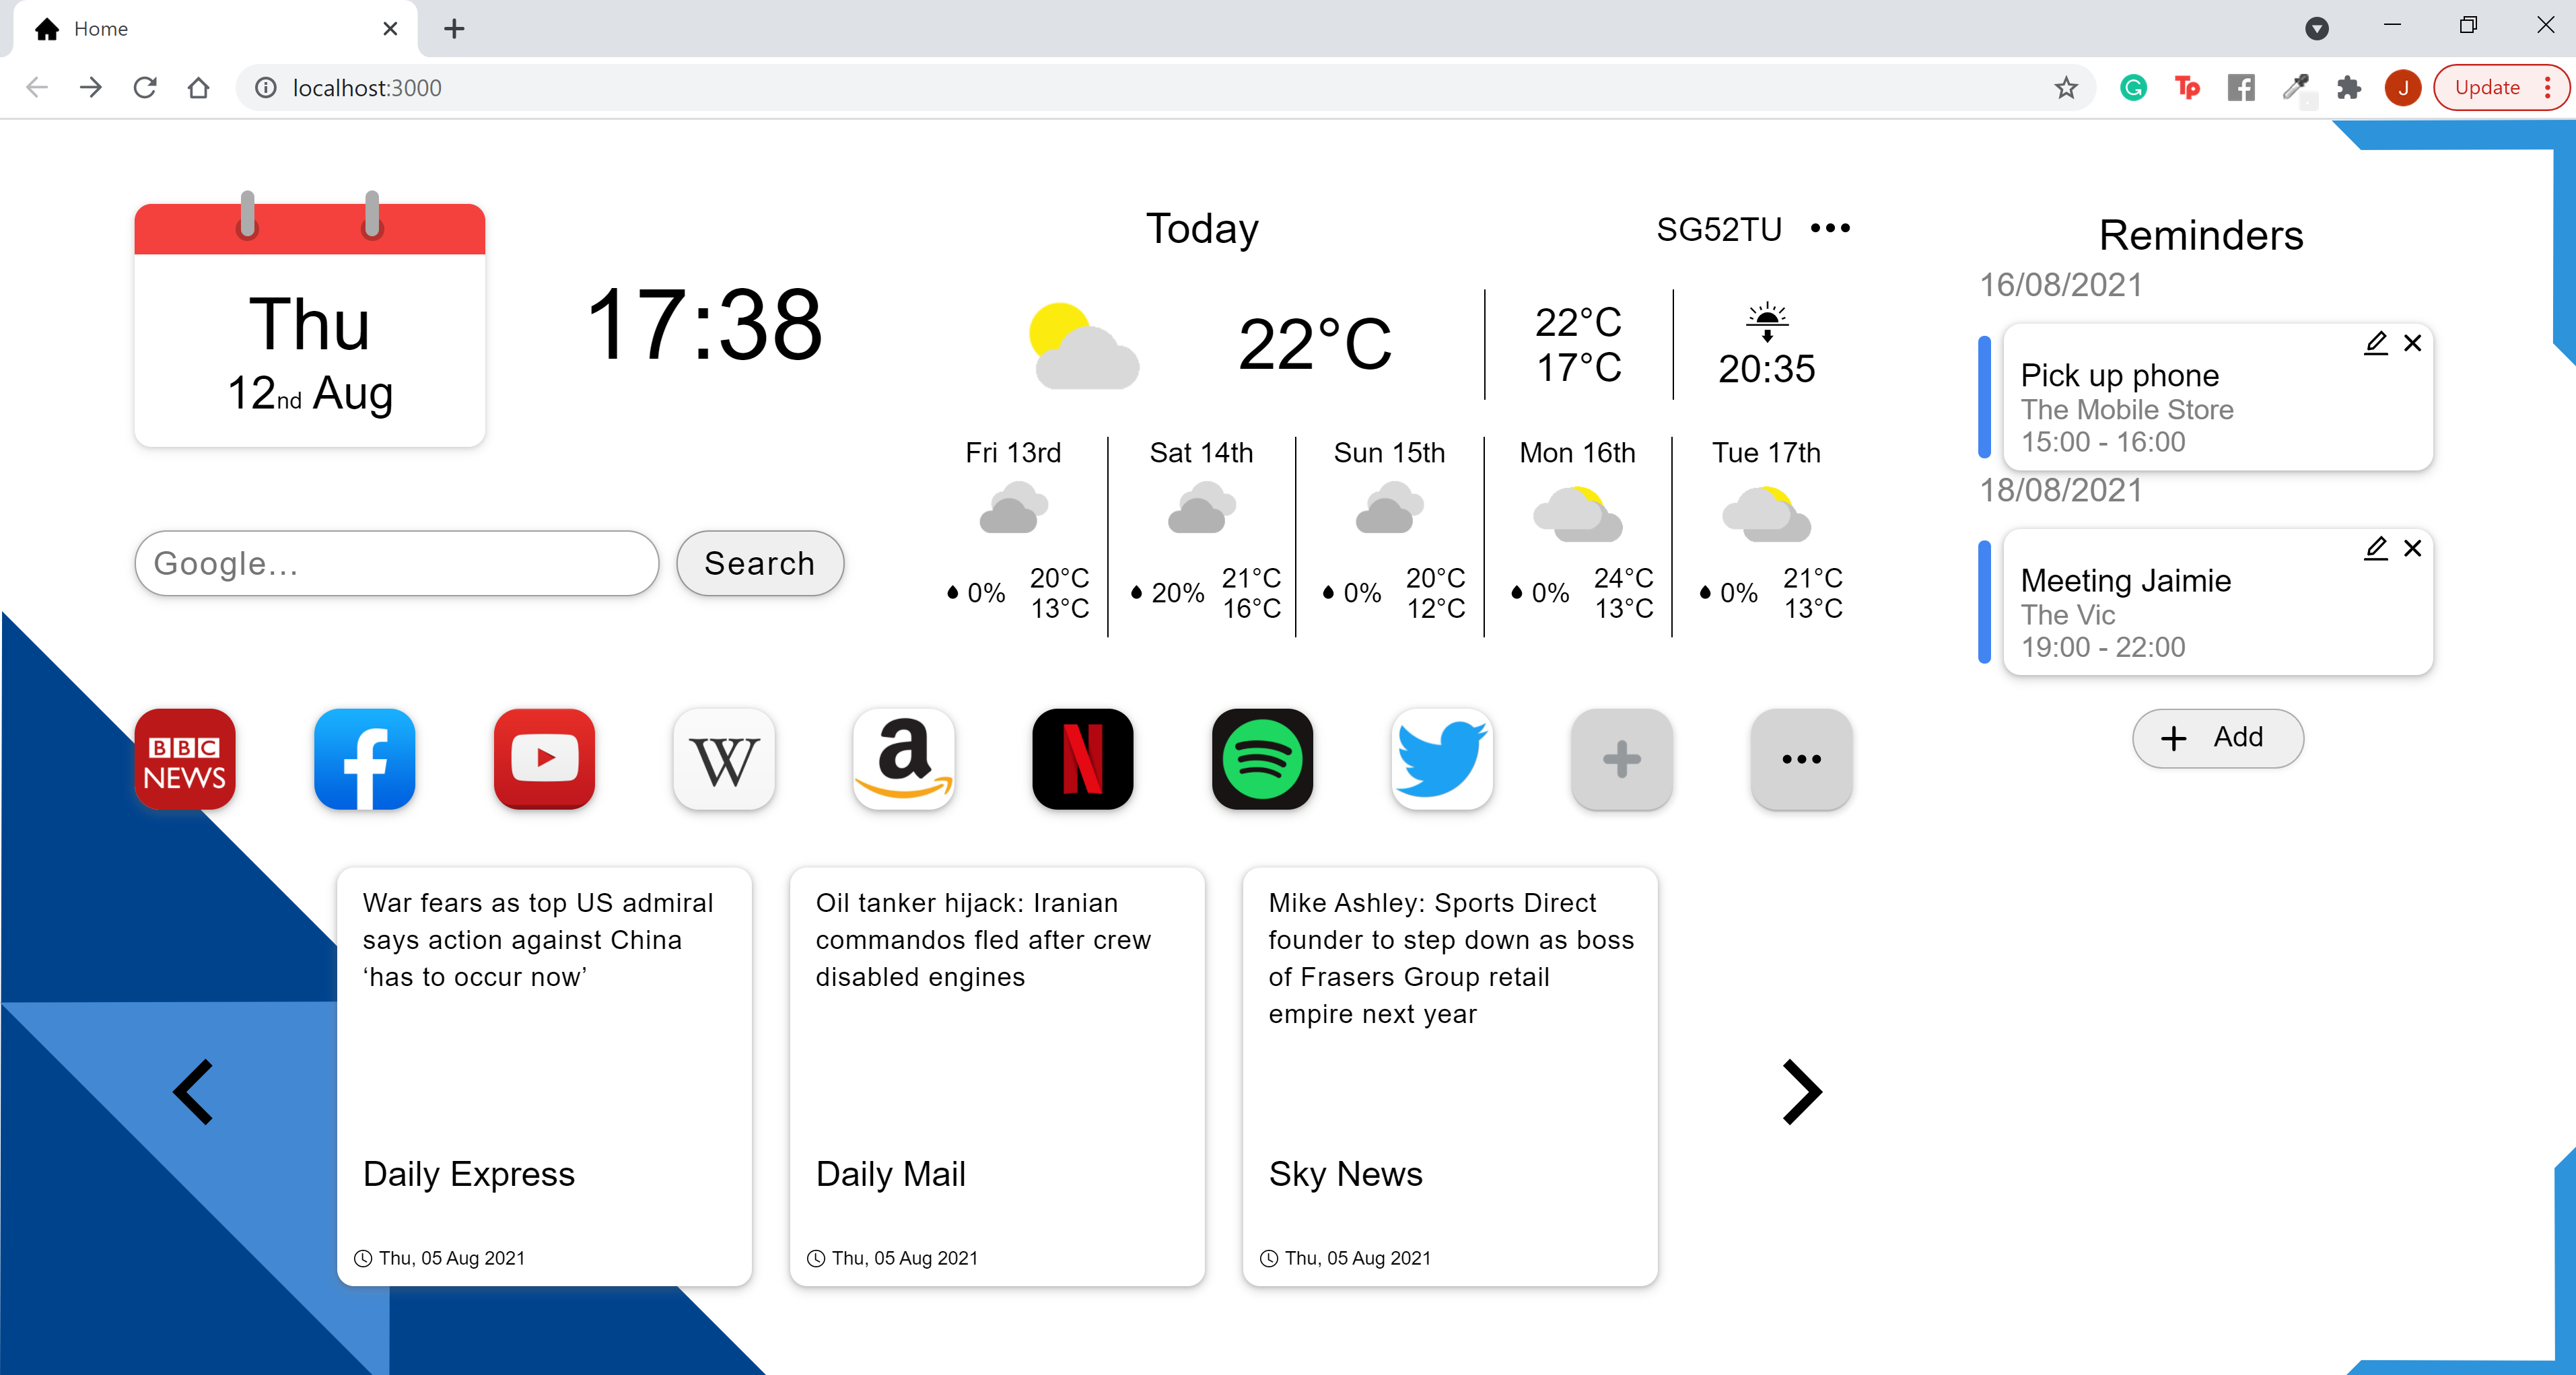 Home
localhost:3000
Update
J
Thu
12nd Aug
17:38
Google...
Search
Today
SG52TU
22°C
22°C
17°C
20:35
Fri 13rd
0%
20°C
13°C
Sat 14th
20%
21°C
16°C
Sun 15th
0%
20°C
12°C
Mon 16th
0%
24°C
13°C
Tue 17th
0%
21°C
13°C
Reminders
16/08/2021
Pick up phone
The Mobile Store
15:00 - 16:00
18/08/2021
Meeting Jaimie
The Vic
19:00 - 22:00
Add
BBC
NEWS
W
a
N
War fears as top US admiral
says action against China
‘has to occur now’
Daily Express
Thu, 05 Aug 2021
Oil tanker hijack: Iranian
commandos fled after crew
disabled engines
Daily Mail
Thu, 05 Aug 2021
Mike Ashley: Sports Direct
founder to step down as boss
of Frasers Group retail
empire next year
Sky News
Thu, 05 Aug 2021